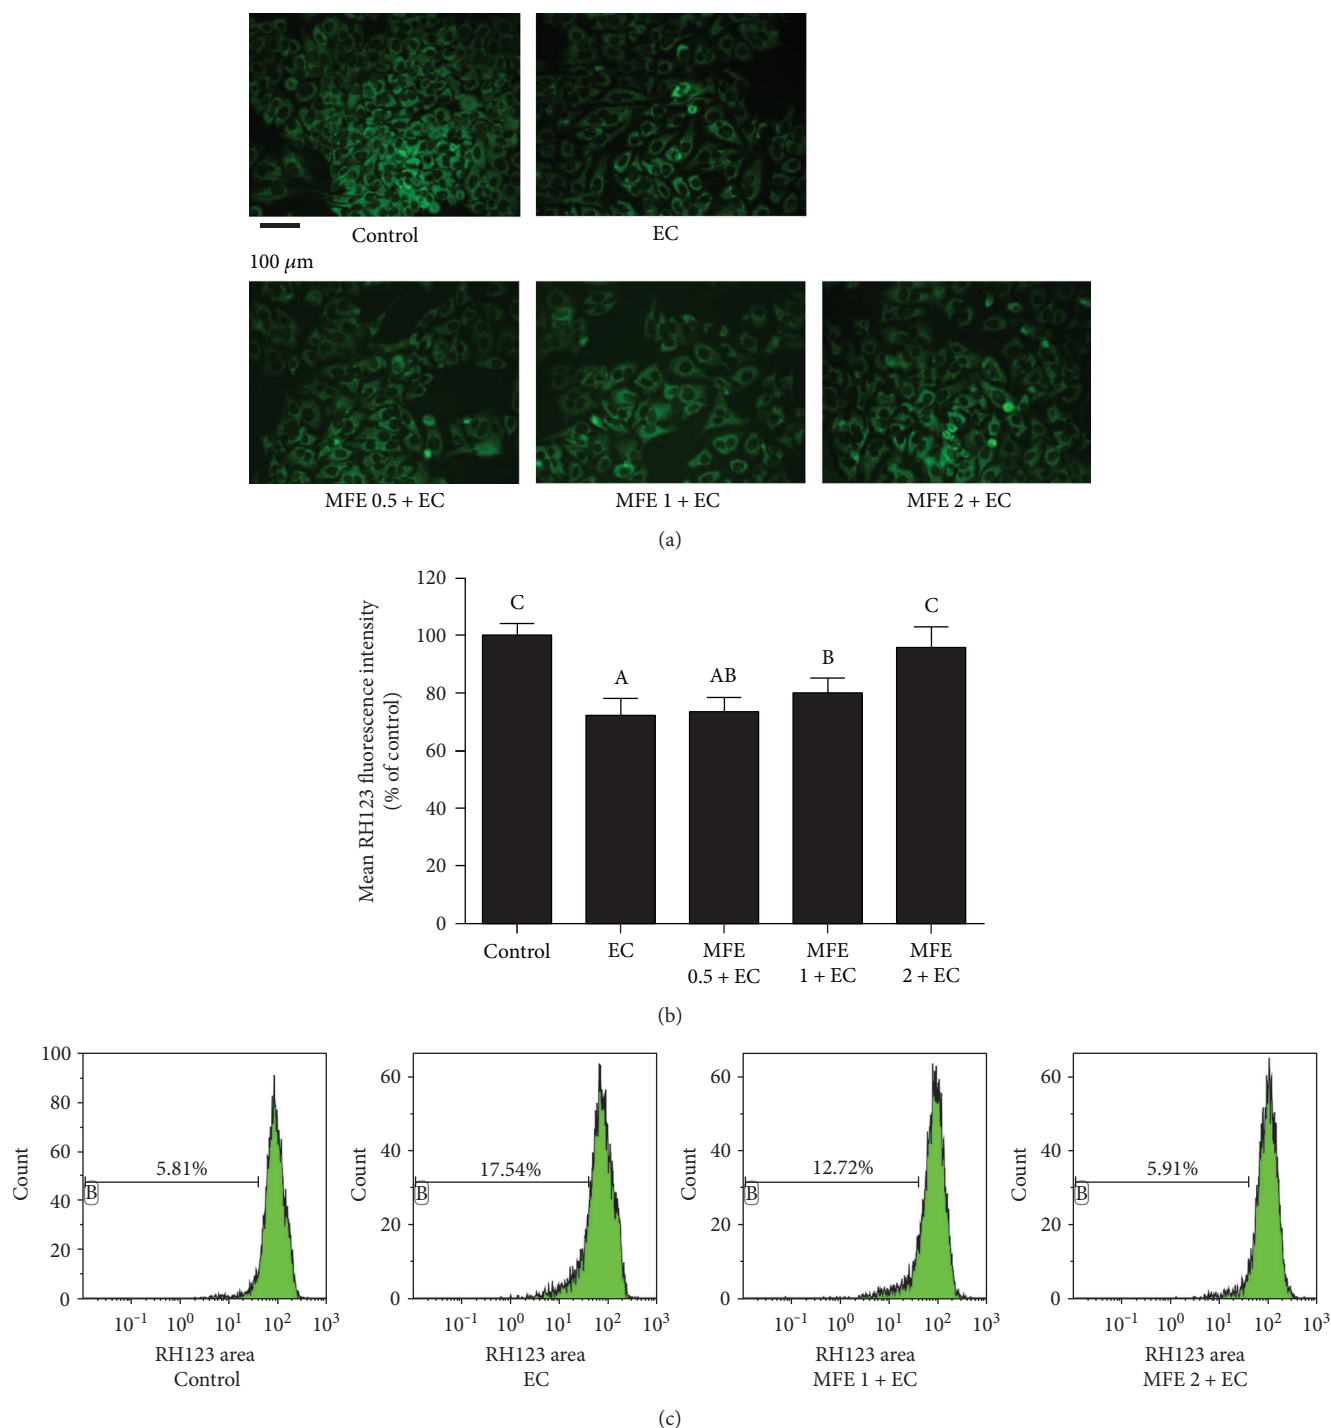 Control
EC
100 μm
MFE 0.5 + EC
MFE 1 + EC
MFE 2 + EC
(a)
Mean RH123 fluorescence intensity
(% of control)
120
100
80
60
40
20
0
C
A
AB
B
C
Control
EC
MFE
0.5 + EC
MFE
1 + EC
MFE
2 + EC
(b)
Count
100
80
60
40
20
0
5.81%
B
10⁻¹ 10⁰ 10¹ 10² 10³
RH123 area
Control
Count
60
40
20
0
17.54%
B
10⁻¹ 10⁰ 10¹ 10² 10³
RH123 area
EC
Count
60
40
20
0
12.72%
B
10⁻¹ 10⁰ 10¹ 10² 10³
RH123 area
MFE 1 + EC
Count
60
40
20
0
5.91%
B
10⁻¹ 10⁰ 10¹ 10² 10³
RH123 area
MFE 2 + EC
(c)